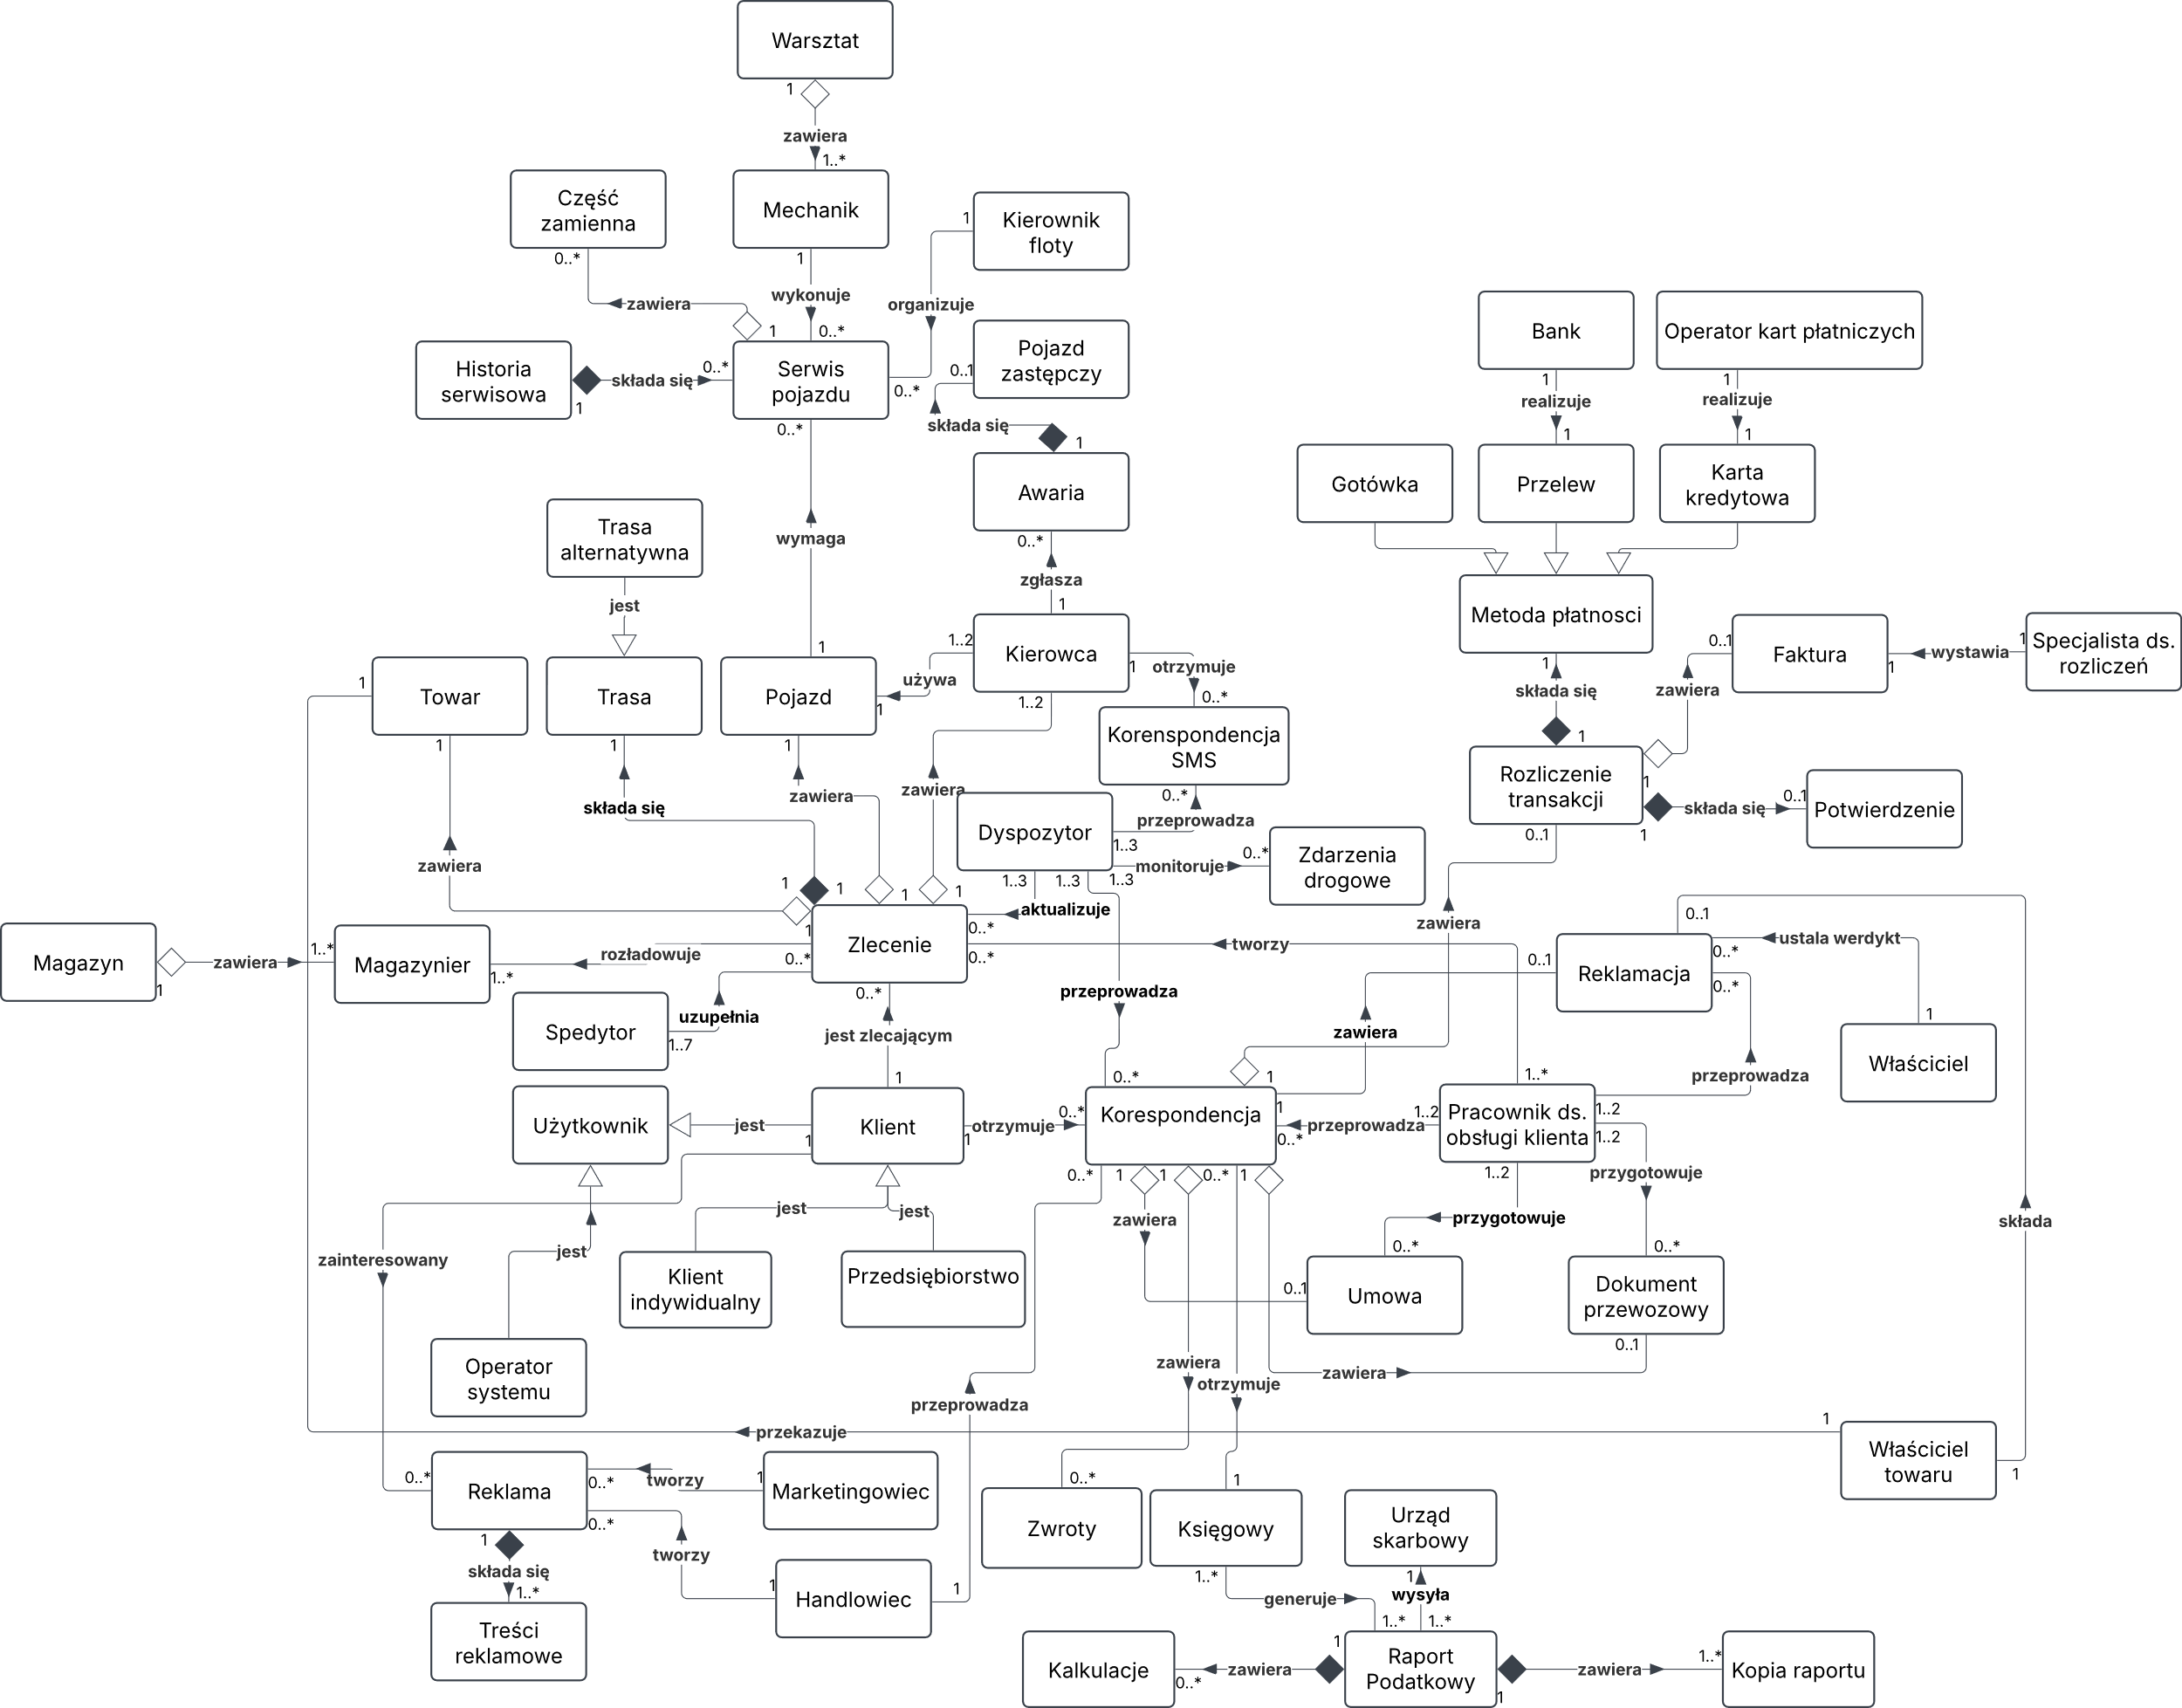 Warsztat
1
zawiera
1..*
Część
zamienna
Mechanik
Kierownik
floty
1
0..*
1
zawiera
wykonuje
organizuje
1
0..*
Bank
Operator kart płatniczych
Pojazd
zastępczy
0..1
Historia
serwisowa
składa się
0..*
1
Serwis
pojazdu
0..*
0..*
1
realizuje
1
1
realizuje
1
składa się
1
Awaria
0..*
Gotówka
Przelew
Karta
kredytowa
Trasa
alternatywna
wymaga
jest
zgłasza
1
Metoda płatnosci
1
1
Kierowca
1..2
1
1..2
używa
1
otrzymuje
0..*
składa się
1
0..1
Faktura
1
wystawia
1
Specjalista ds.
rozliczeń
zawiera
1
Towar
1
Trasa
1
Pojazd
1
Korenspondencja
SMS
0..*
Rozliczenie
transakcji
1
1
0..1
składa się
0..1
Potwierdzenie
składa się
zawiera
zawiera
zawiera
Dyspozytor
przeprowadza
1..3
monitoruje
0..*
Zdarzenia
drogowe
1..3
1..3
1..3
1
1
1
1
aktualizuje
0..*
zawiera
Magazyn
1
zawiera
1..*
Magazynier
1..*
rozładowuje
1
Zlecenie
0..*
0..*
0..*
tworzy
0..1
ustala werdykt
0..*
Reklamacja
0..1
0..*
Spedytor
1..7
uzupełnia
jest zlecającym
1
przeprowadza
0..*
zawiera
1
1..*
przeprowadza
1
Właściciel
Użytkownik
jest
Klient
1
1
otrzymuje
0..*
Korespondencja
1
0..*
przeprowadza
1..2
Pracownik ds.
obsługi klienta
1..2
1..2
1..2
0..*
1
1
0..*
1
zawiera
przygotowuje
przygotowuje
jest
jest
jest
składa
zainteresowany
Klient
indywidualny
Przedsiębiorstwo
0..1
0..*
Umowa
0..*
Dokument
przewozowy
0..1
Operator
systemu
zawiera
otrzymuje
zawiera
przeprowadza
przekazuje
1
Właściciel
towaru
1
0..*
Reklama
0..*
0..*
tworzy
1
Marketingowiec
0..*
Zwroty
1
Księgowy
1..*
Urząd
skarbowy
1
1
składa się
1..*
Treści
reklamowe
tworzy
1
Handlowiec
1
generuje
1..*
wysyła
1..*
Kalkulacje
0..*
zawiera
1
Raport
Podatkowy
1
zawiera
1..*
Kopia raportu